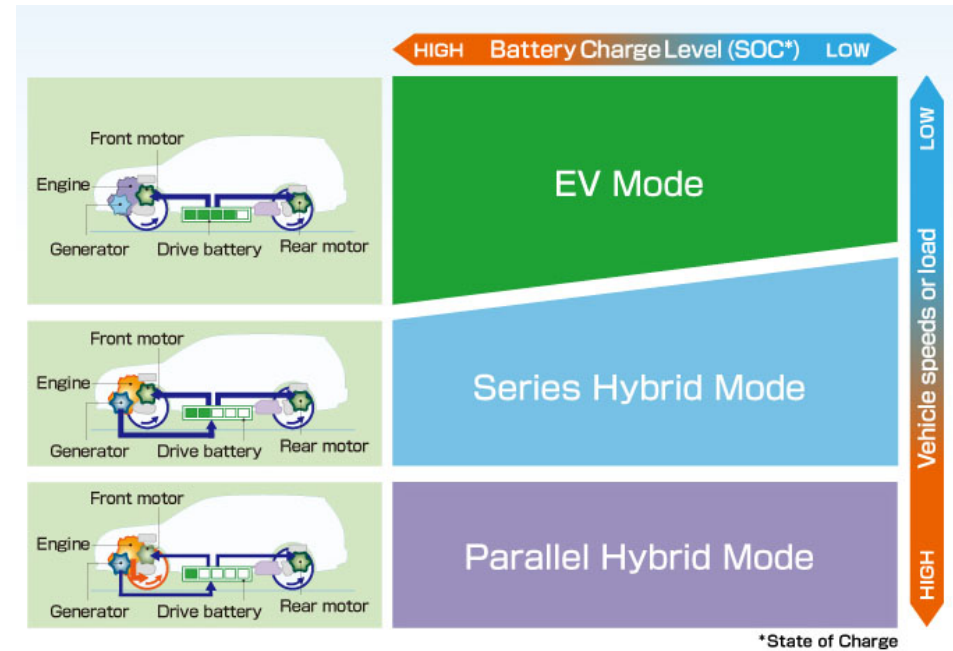 HIGH Battery Charge Level (SOC*) LOW
Front motor
Engine
Generator Drive battery Rear motor
EV Mode
Front motor
Engine
Generator Drive battery Rear motor
Series Hybrid Mode
Front motor
Engine
Generator Drive battery Rear motor
Parallel Hybrid Mode
LOW
Vehicle speeds or load
HIGH
*State of Charge